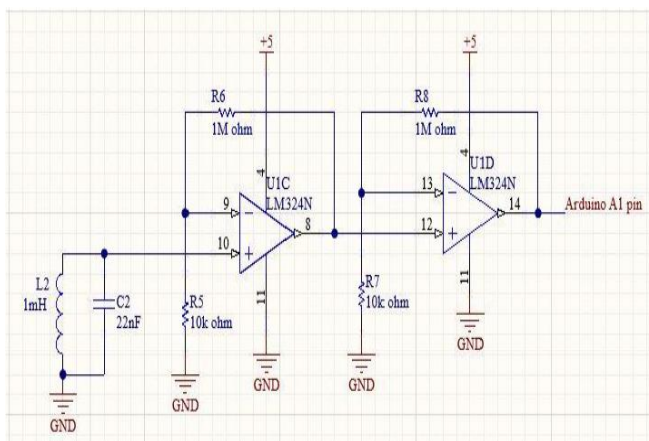 +5
+5
R6
1M ohm
R8
1M ohm
4
U1C
LM324N
4
U1D
LM324N
9
8
10
13
14
12
Arduino A1 pin
L2
1mH
C2
22nF
R5
10k ohm
11
R7
10k ohm
11
GND
GND
GND
GND
GND